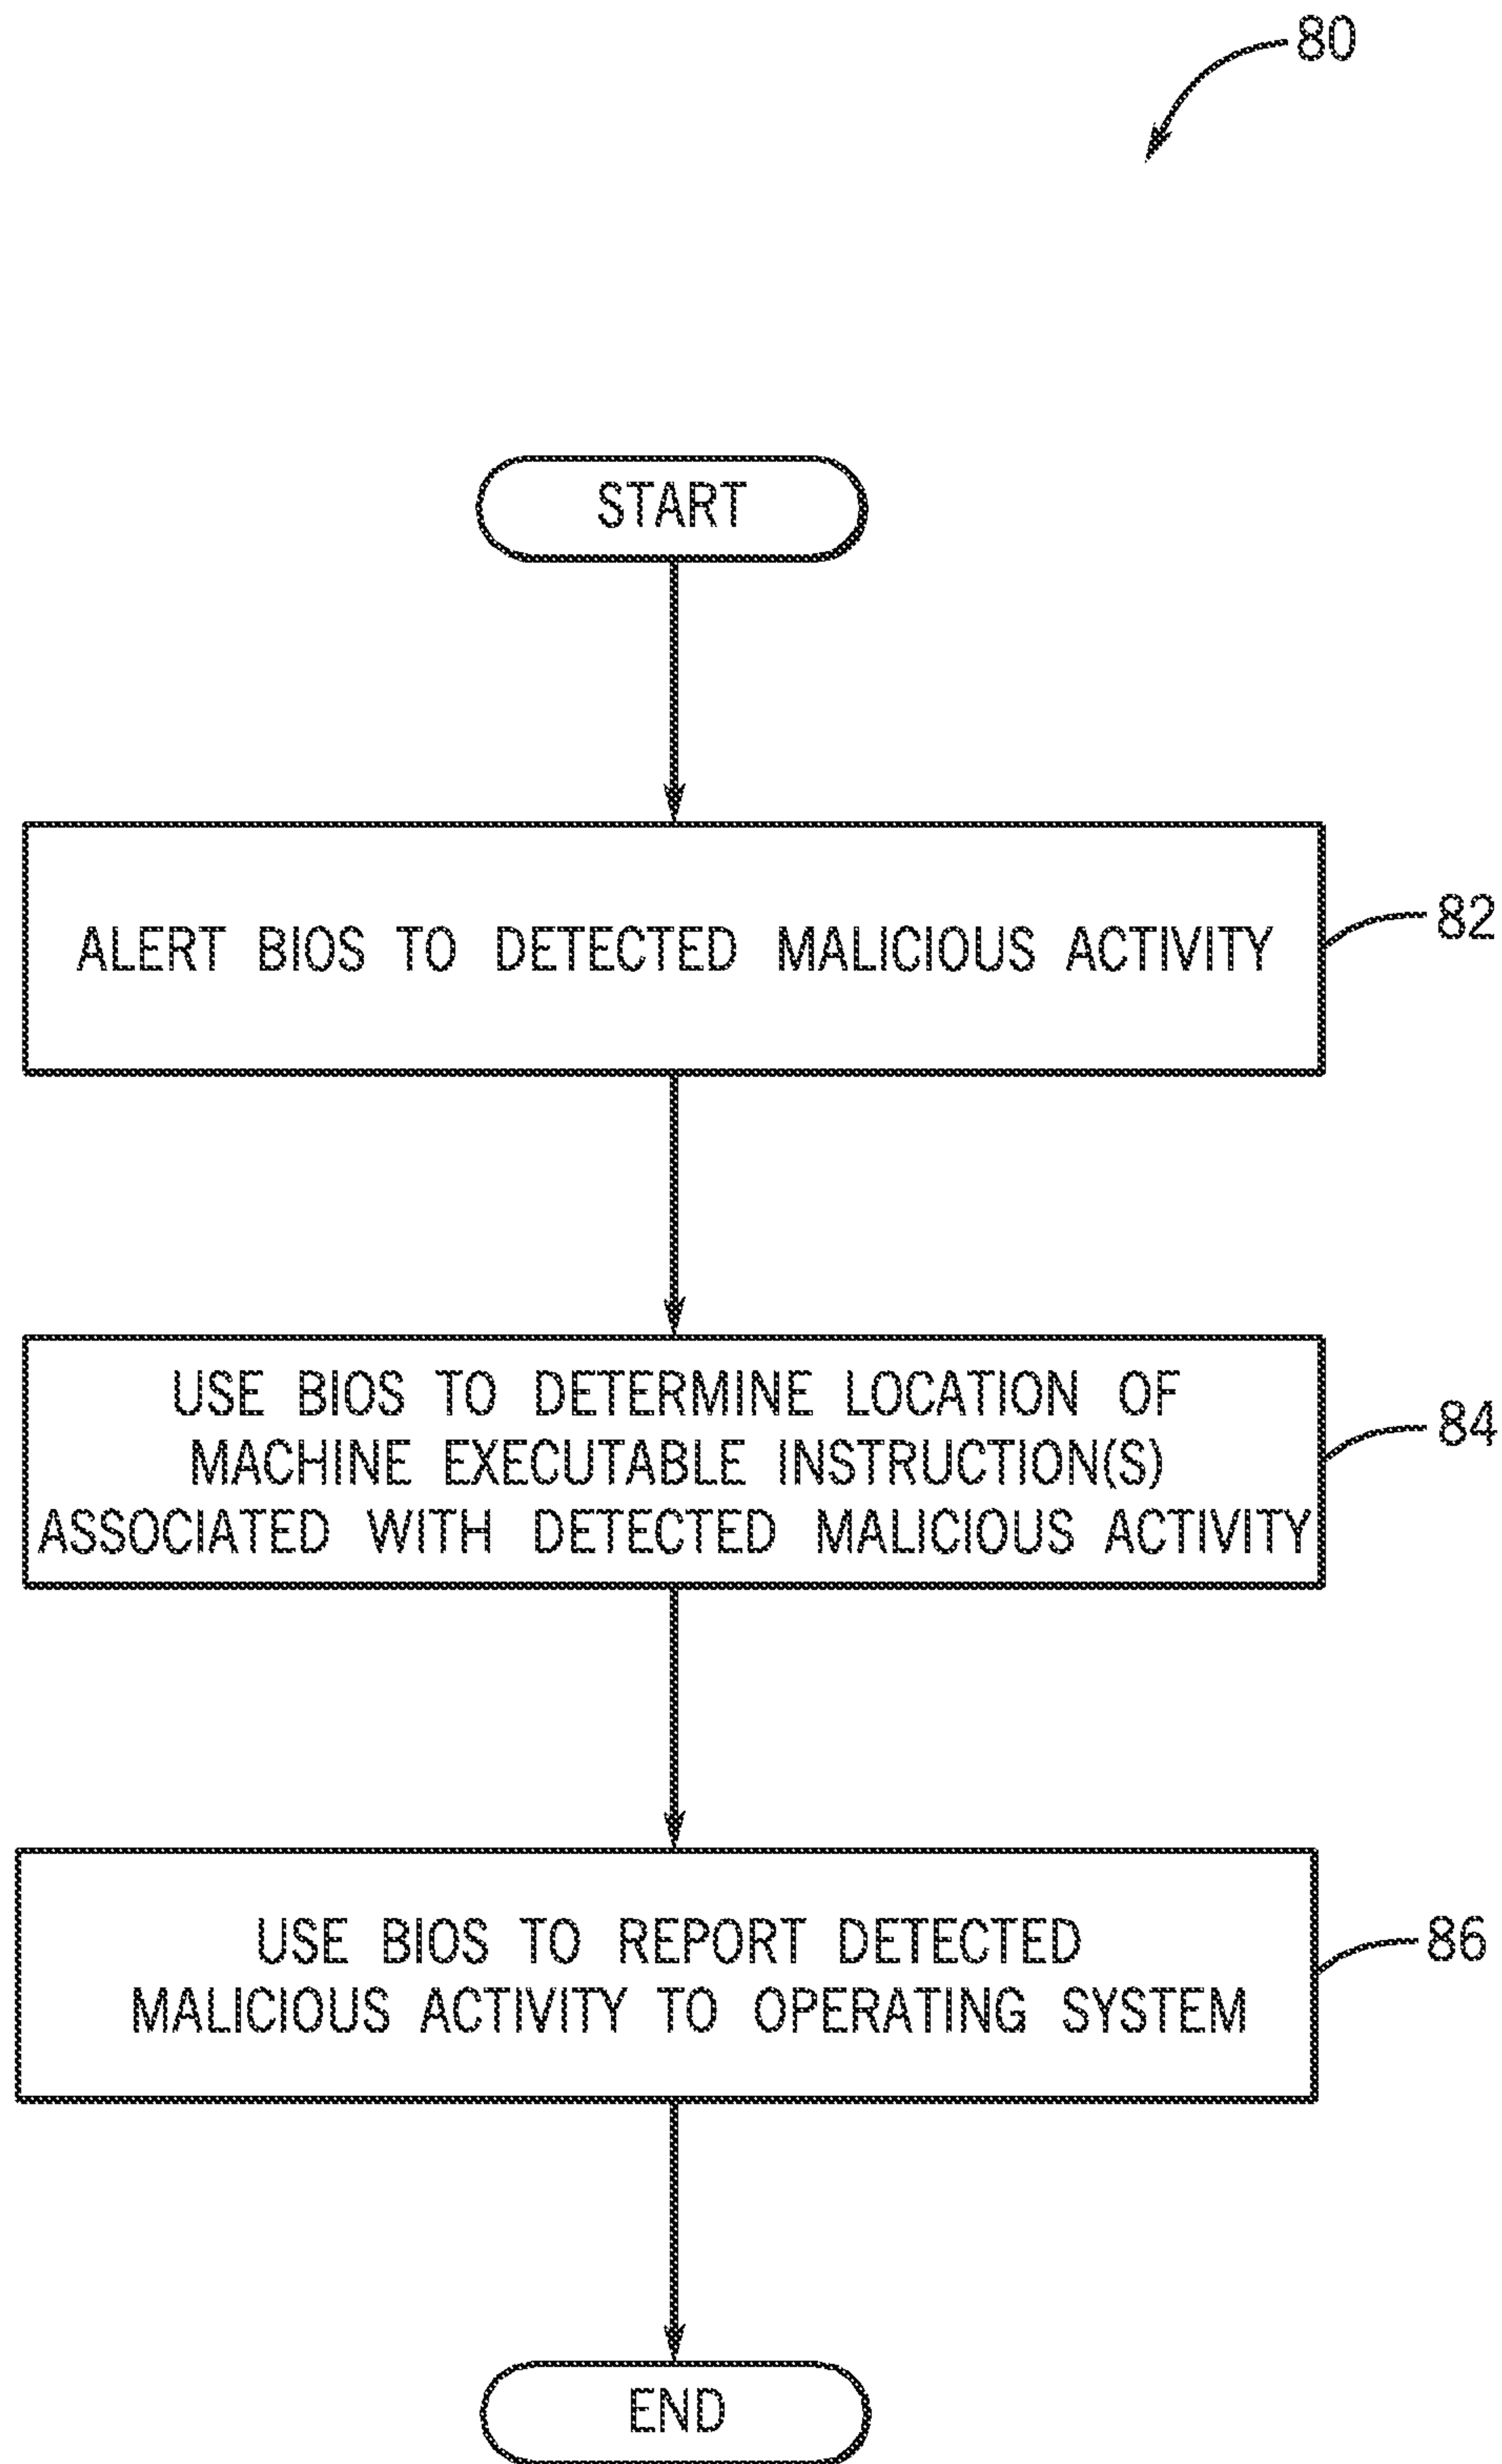 80
START
ALERT BIOS TO DETECTED MALICIOUS ACTIVITY
82
USE BIOS TO DETERMINE LOCATION OF
MACHINE EXECUTABLE INSTRUCTION(S)
ASSOCIATED WITH DETECTED MALICIOUS ACTIVITY
84
USE BIOS TO REPORT DETECTED
MALICIOUS ACTIVITY TO OPERATING SYSTEM
86
END